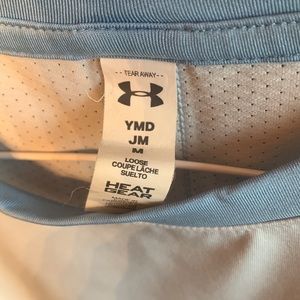 - TEAR AWAY -
YMD
JM
M
LOOSE
COUPE LÂCHE
SUELTO
HEAT
GEAR